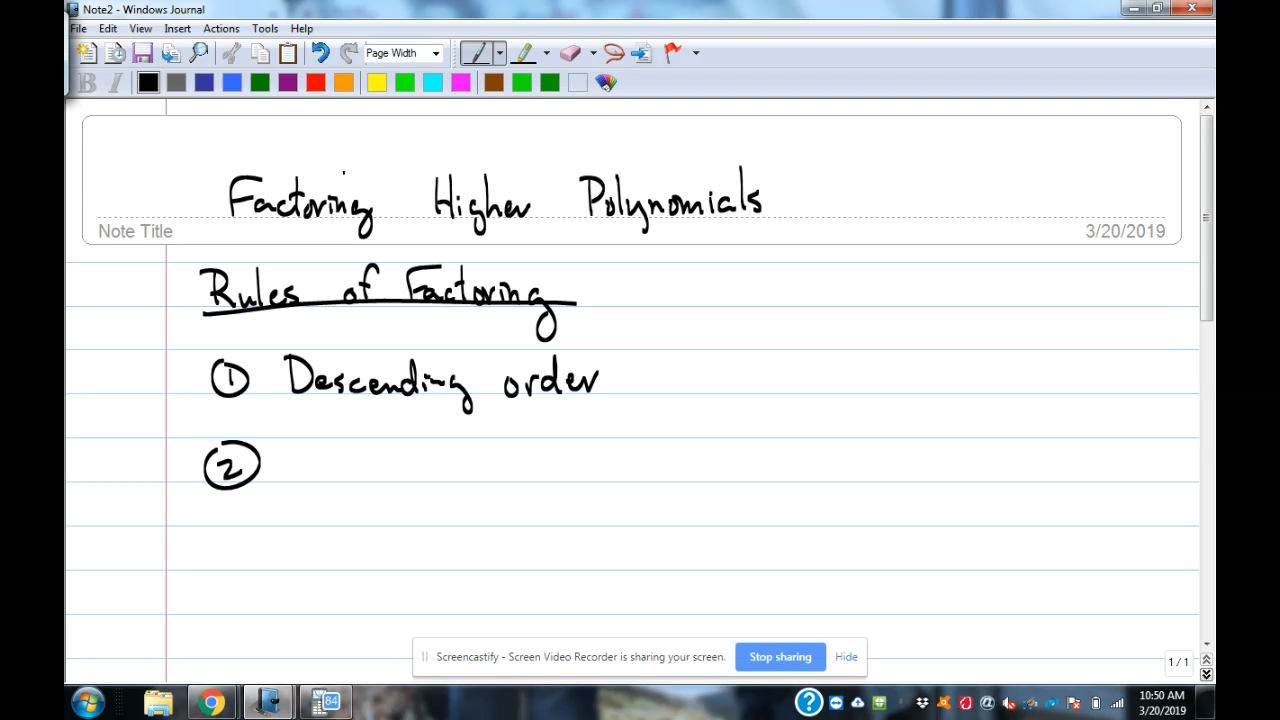 Note2 - Windows Journal
File Edit View Insert Actions Tools Help
Page Width
B I
Factoring Higher Polynomials
Note Title 3/20/2019
Rules of Factoring
① Descending order
②
Screencastify - Screen Video Recorder is sharing your screen. Stop sharing Hide
1 / 1
84
10:50 AM
3/20/2019